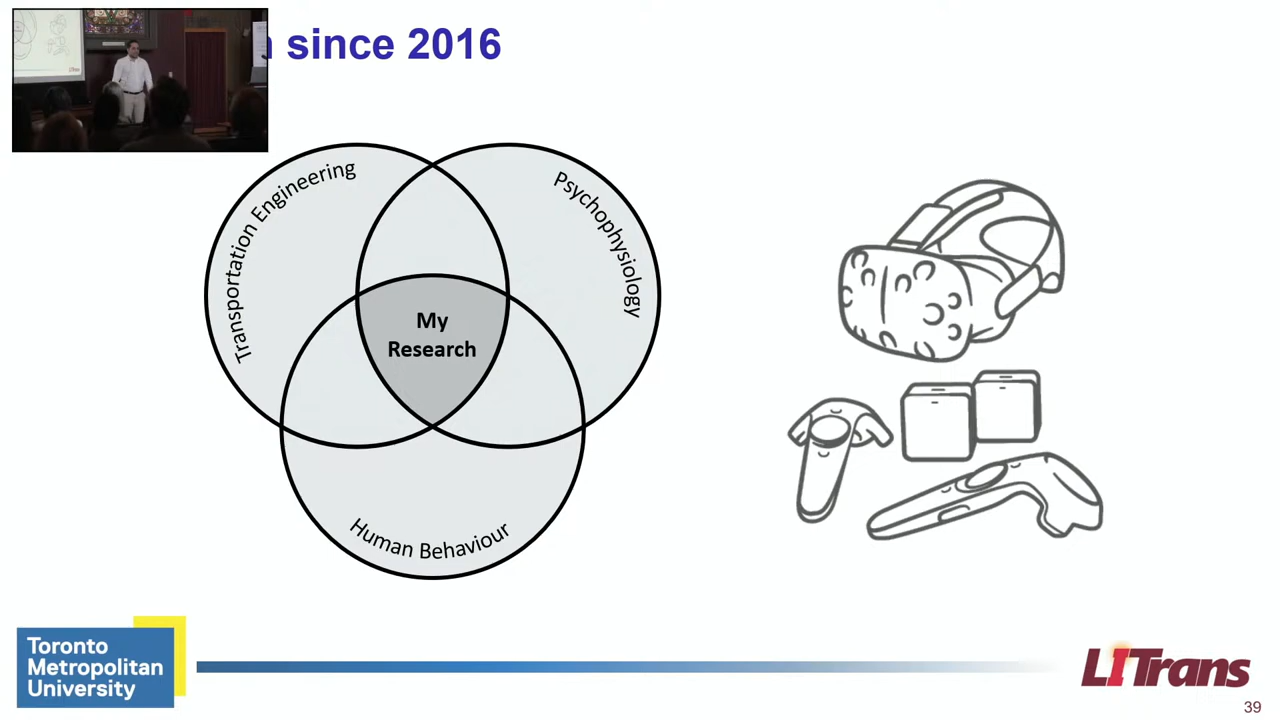 since 2016
Transportation Engineering
Psychophysiology
My
Research
Human Behaviour
Toronto
Metropolitan
University
LITrans
39